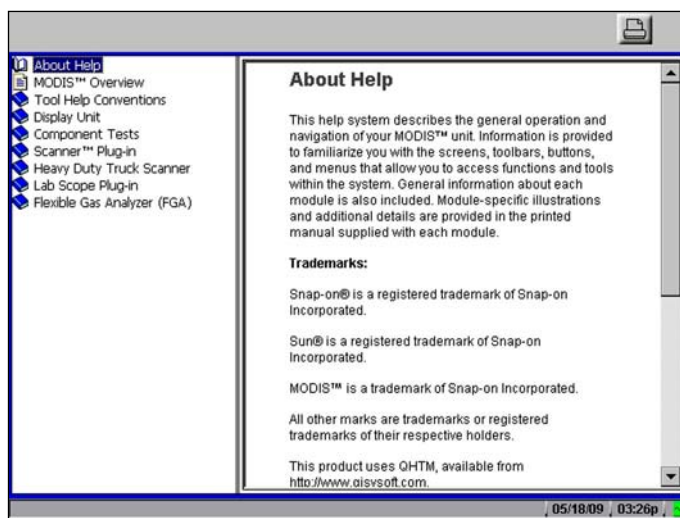 About Help
MODIS™ Overview
Tool Help Conventions
Display Unit
Component Tests
Scanner™ Plug-in
Heavy Duty Truck Scanner
Lab Scope Plug-in
Flexible Gas Analyzer (FGA)
About Help
This help system describes the general operation and
navigation of your MODIS™ unit. Information is provided
to familiarize you with the screens, toolbars, buttons,
and menus that allow you to access functions and tools
within the system. General information about each
module is also included. Module-specific illustrations
and additional details are provided in the printed
manual supplied with each module.
Trademarks:
Snap-on® is a registered trademark of Snap-on
Incorporated.
Sun® is a registered trademark of Snap-on
Incorporated.
MODIS™ is a trademark of Snap-on Incorporated.
All other marks are trademarks or registered
trademarks of their respective holders.
This product uses QHTM, available from
http://www.gisvsoft.com.
05/18/09 03:26p